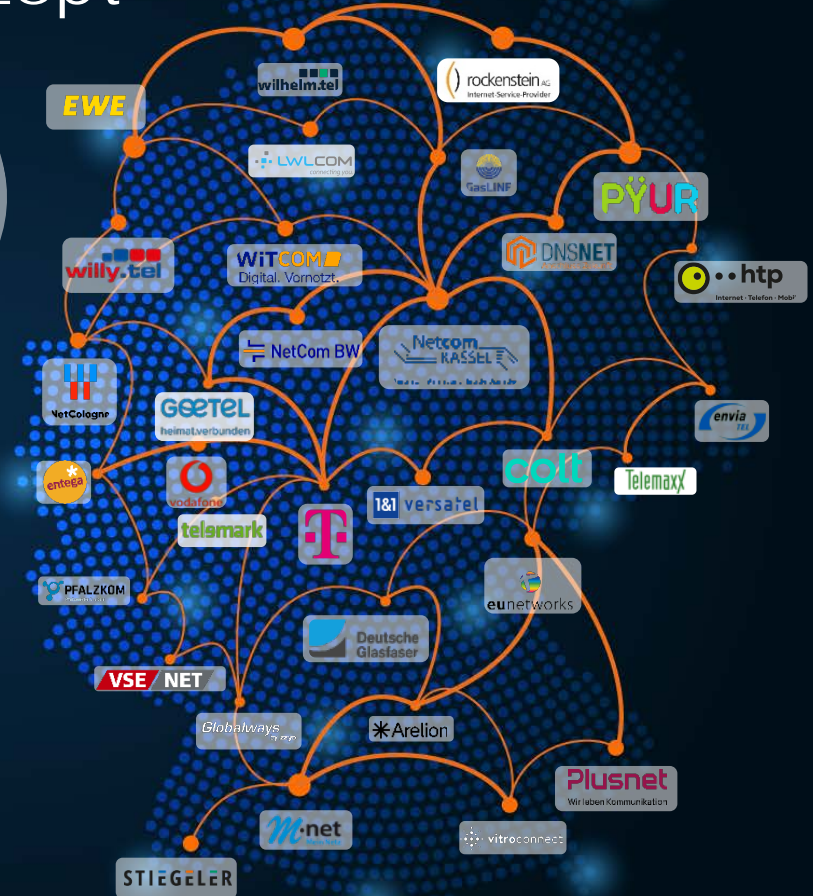 wilhelm.tel
rockenstein AG
Internet-Service-Provider
EWE
LWLCOM
connecting you
GasLINE
PŸUR
willy.tel
WiTCOM
Digital. Vernetzt.
DNSNET
htp
Internet · Telefon · Mobil
NetCom BW
Netcom
KASSEL
NetCologne
GOETEL
heimat.verbunden
envia
TEL
entega
vodafone
telemark
T
1&1 versatel
colt
Telemaxx
PFALZKOM
eunetworks
Deutsche
Glasfaser
VSE NET
Globalways
Arelion
M-net
Plusnet
Wir leben Kommunikation
vitroconnect
STIEGELER